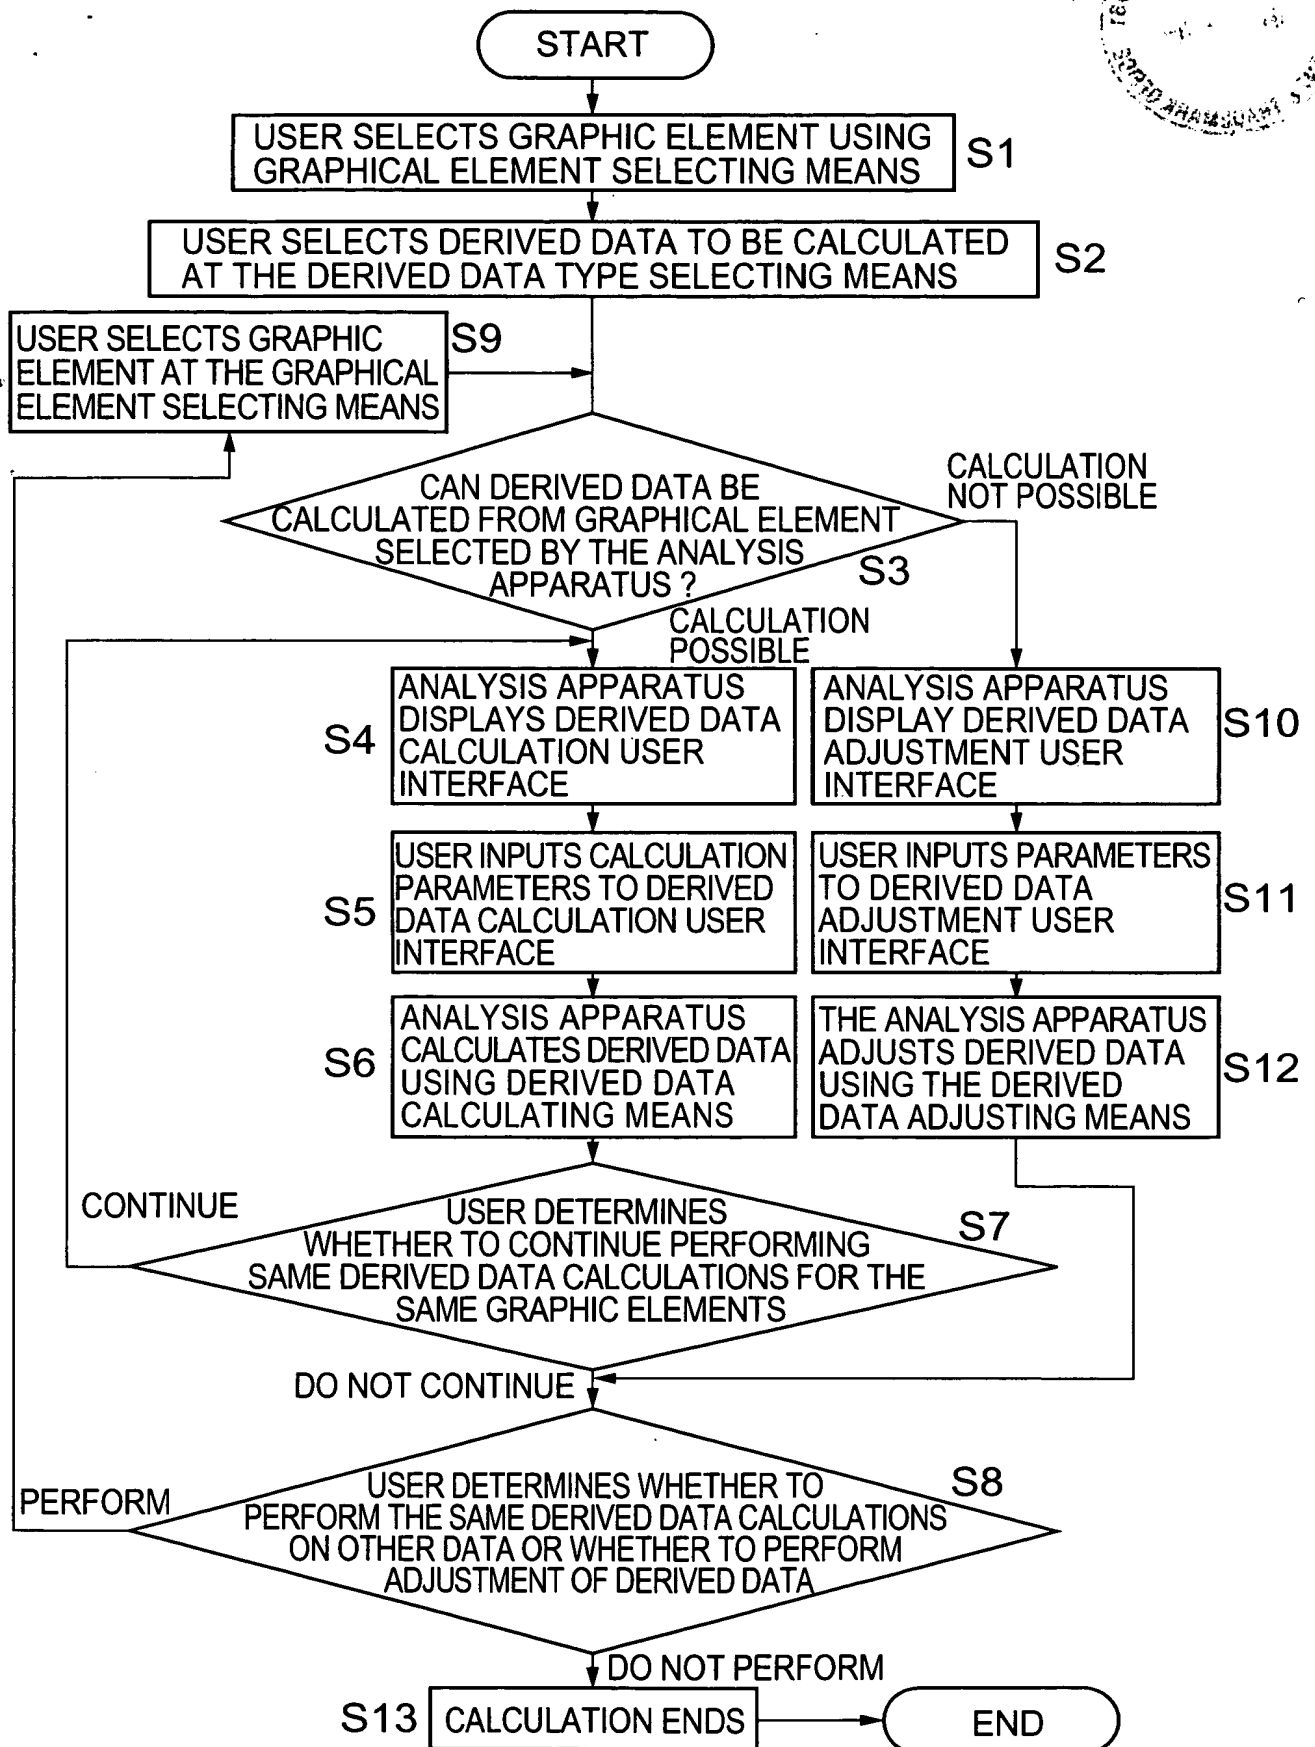 START
USER SELECTS GRAPHIC ELEMENT USING
GRAPHICAL ELEMENT SELECTING MEANS
S1
USER SELECTS DERIVED DATA TO BE CALCULATED
AT THE DERIVED DATA TYPE SELECTING MEANS
S2
USER SELECTS GRAPHIC
ELEMENT AT THE GRAPHICAL
ELEMENT SELECTING MEANS
S9
CAN DERIVED DATA BE
CALCULATED FROM GRAPHICAL ELEMENT
SELECTED BY THE ANALYSIS
APPARATUS ?
S3
CALCULATION
NOT POSSIBLE
CALCULATION
POSSIBLE
S4
ANALYSIS APPARATUS
DISPLAYS DERIVED DATA
CALCULATION USER
INTERFACE
ANALYSIS APPARATUS
DISPLAY DERIVED DATA
ADJUSTMENT USER
INTERFACE
S10
S5
USER INPUTS CALCULATION
PARAMETERS TO DERIVED
DATA CALCULATION USER
INTERFACE
USER INPUTS PARAMETERS
TO DERIVED DATA
ADJUSTMENT USER
INTERFACE
S11
S6
ANALYSIS APPARATUS
CALCULATES DERIVED DATA
USING DERIVED DATA
CALCULATING MEANS
THE ANALYSIS APPARATUS
ADJUSTS DERIVED DATA
USING THE DERIVED
DATA ADJUSTING MEANS
S12
CONTINUE
USER DETERMINES
WHETHER TO CONTINUE PERFORMING
SAME DERIVED DATA CALCULATIONS FOR THE
SAME GRAPHIC ELEMENTS
S7
DO NOT CONTINUE
PERFORM
USER DETERMINES WHETHER TO
PERFORM THE SAME DERIVED DATA CALCULATIONS
ON OTHER DATA OR WHETHER TO PERFORM
ADJUSTMENT OF DERIVED DATA
S8
DO NOT PERFORM
S13
CALCULATION ENDS
END